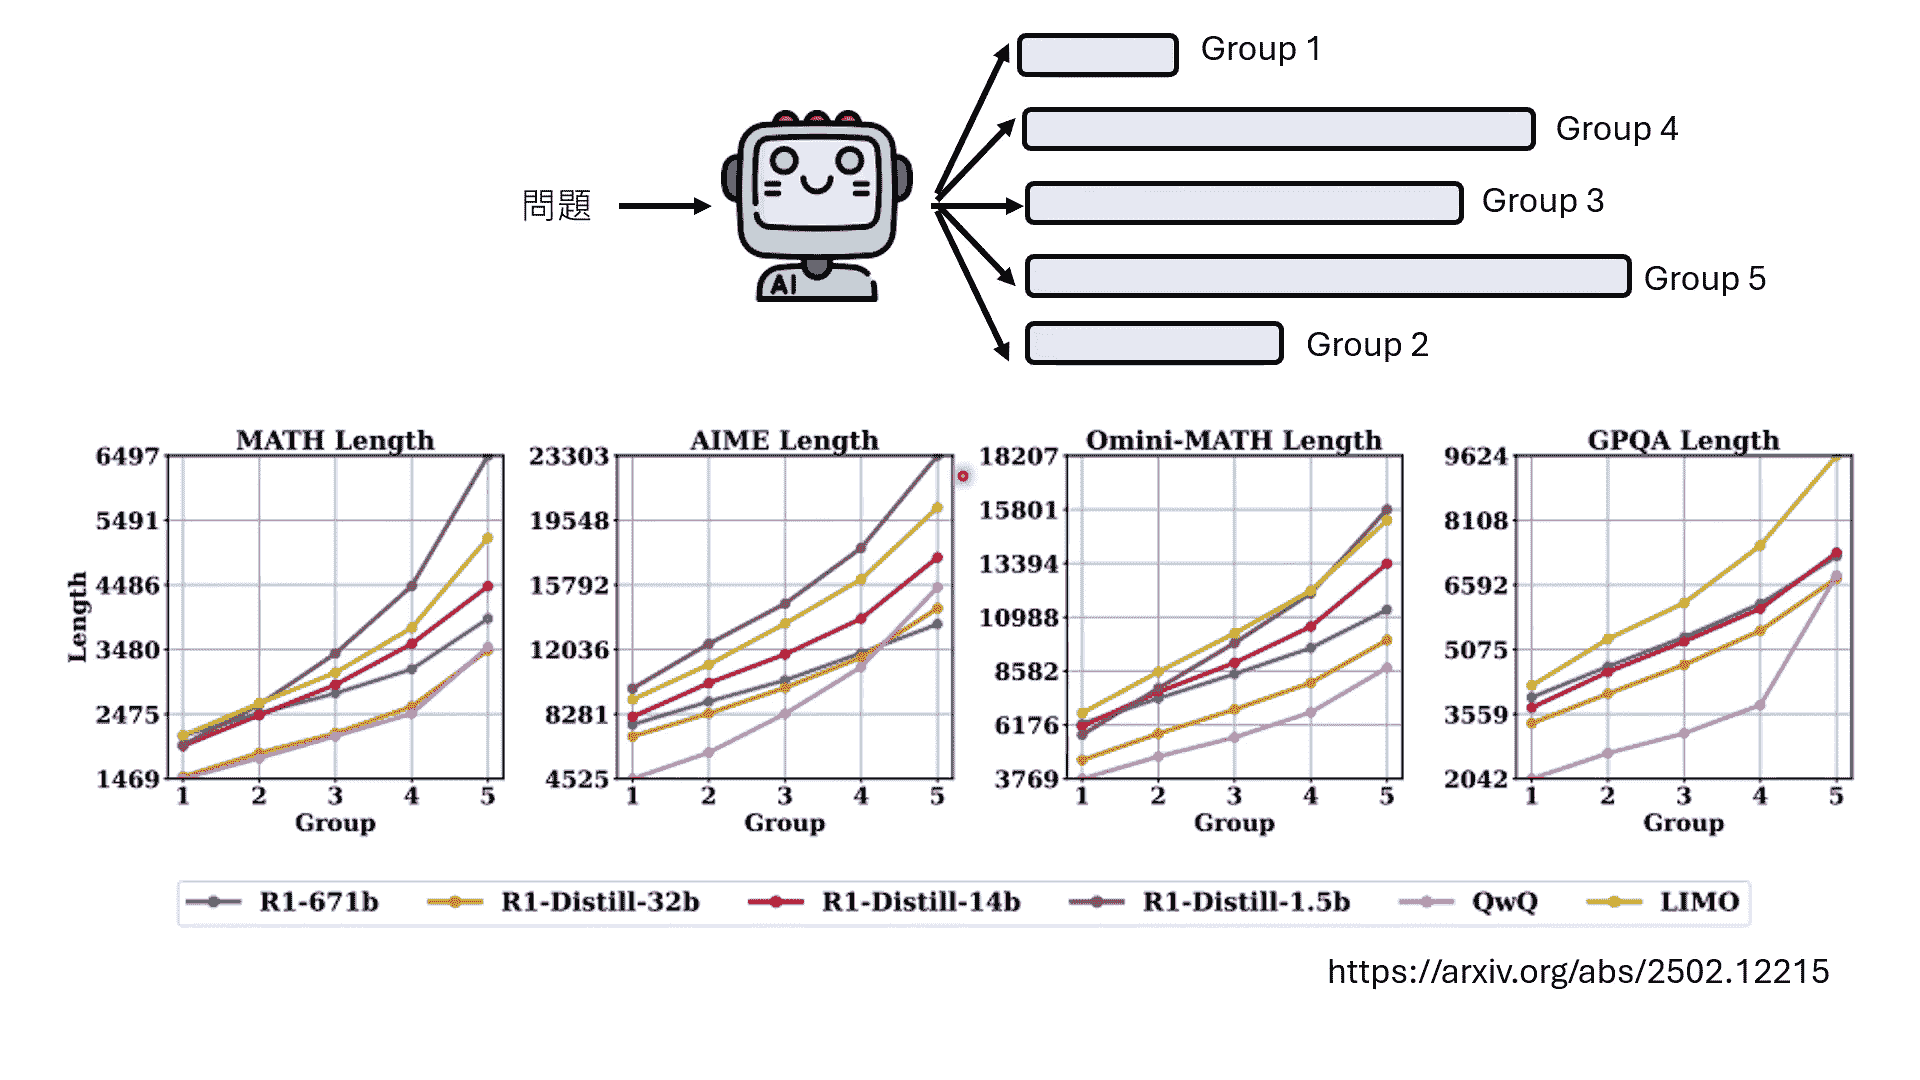 Group 1
Group 4
問題
Group 3
Group 5
AI
Group 2
MATH Length
6497
5491
4486
3480
2475
1469
Length
1 2 3 4 5
Group
AIME Length
23303
19548
15792
12036
8281
4525
1 2 3 4 5
Group
Omini-MATH Length
18207
15801
13394
10988
8582
6176
3769
1 2 3 4 5
Group
GPQA Length
9624
8108
6592
5075
3559
2042
1 2 3 4 5
Group
R1-671b R1-Distill-32b R1-Distill-14b R1-Distill-1.5b QwQ LIMO
https://arxiv.org/abs/2502.12215